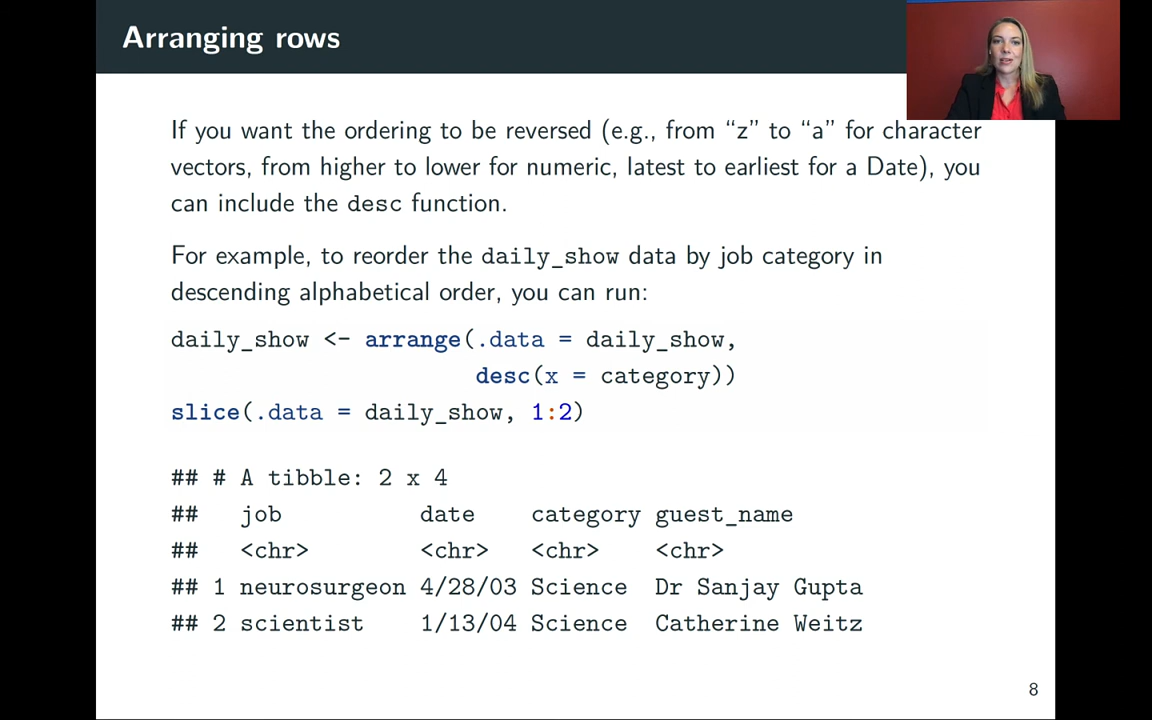 Arranging rows
If you want the ordering to be reversed (e.g., from “z” to “a” for character
vectors, from higher to lower for numeric, latest to earliest for a Date), you
can include the desc function.
For example, to reorder the daily_show data by job category in
descending alphabetical order, you can run:
daily_show <- arrange(.data = daily_show,
desc(x = category))
slice(.data = daily_show, 1:2)
## # A tibble: 2 x 4
##   job          date    category guest_name
##   <chr>        <chr>   <chr>    <chr>
## 1 neurosurgeon 4/28/03 Science  Dr Sanjay Gupta
## 2 scientist    1/13/04 Science  Catherine Weitz
8